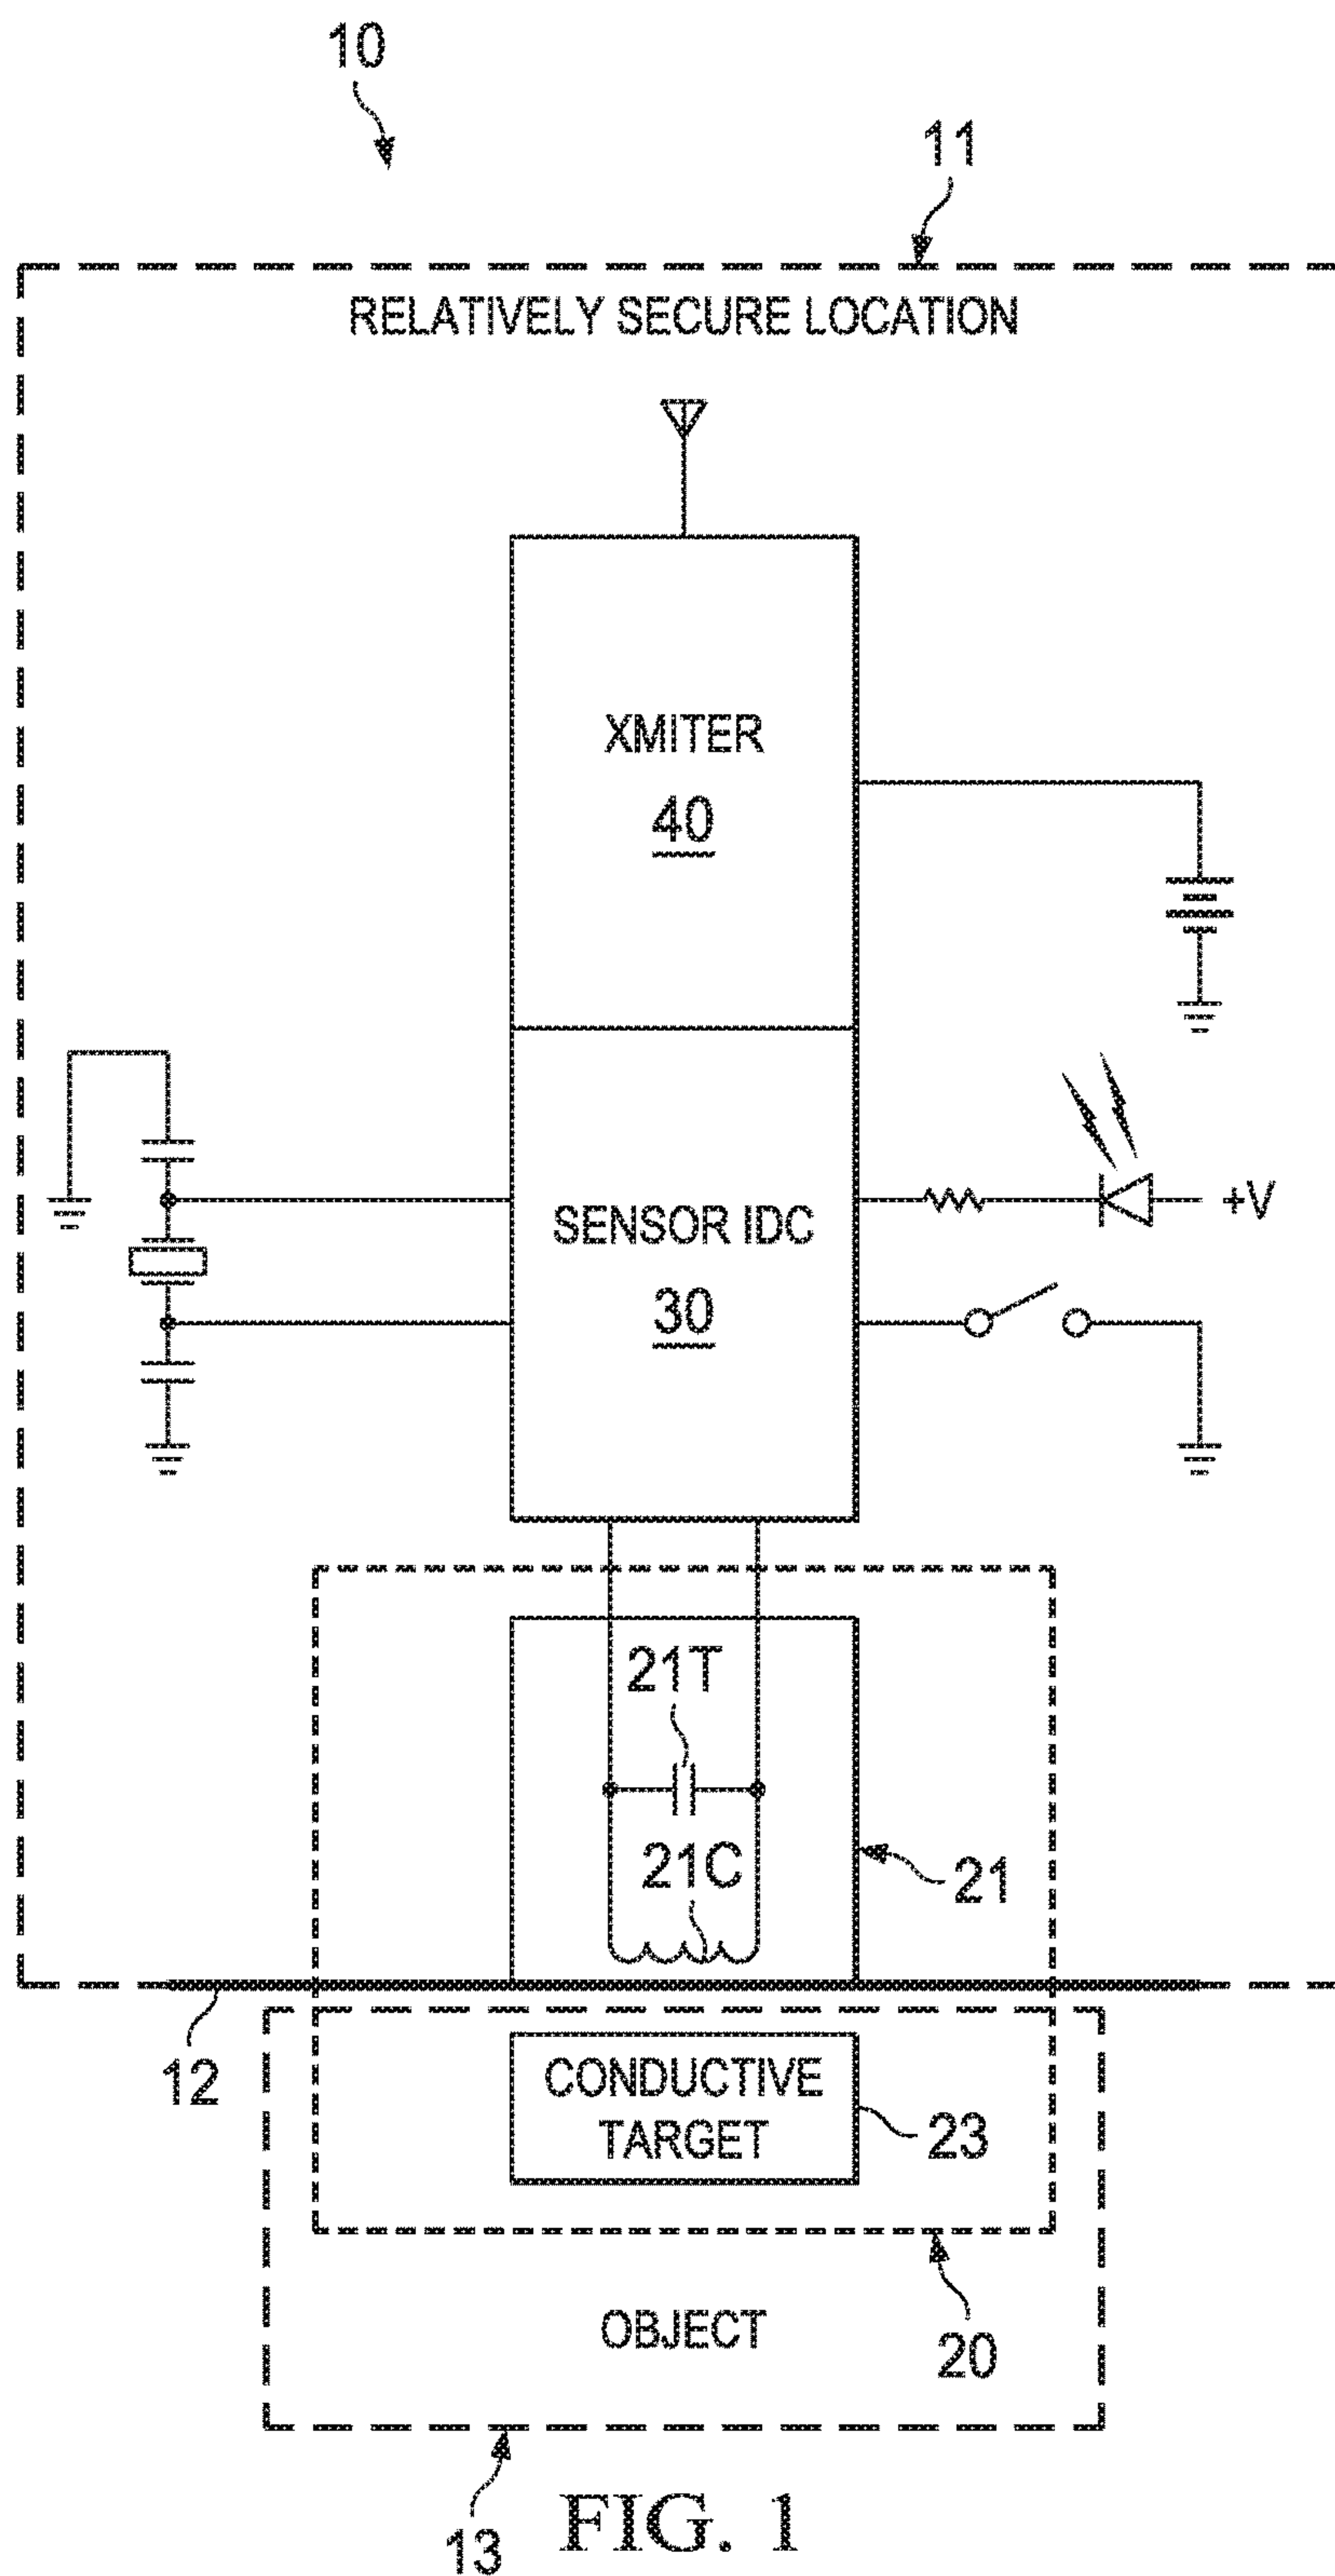 10
11
RELATIVELY SECURE LOCATION
XMITER
40
SENSOR IDC
30
+V
21T
21C
21
12
CONDUCTIVE
TARGET
23
OBJECT
20
13
FIG. 1